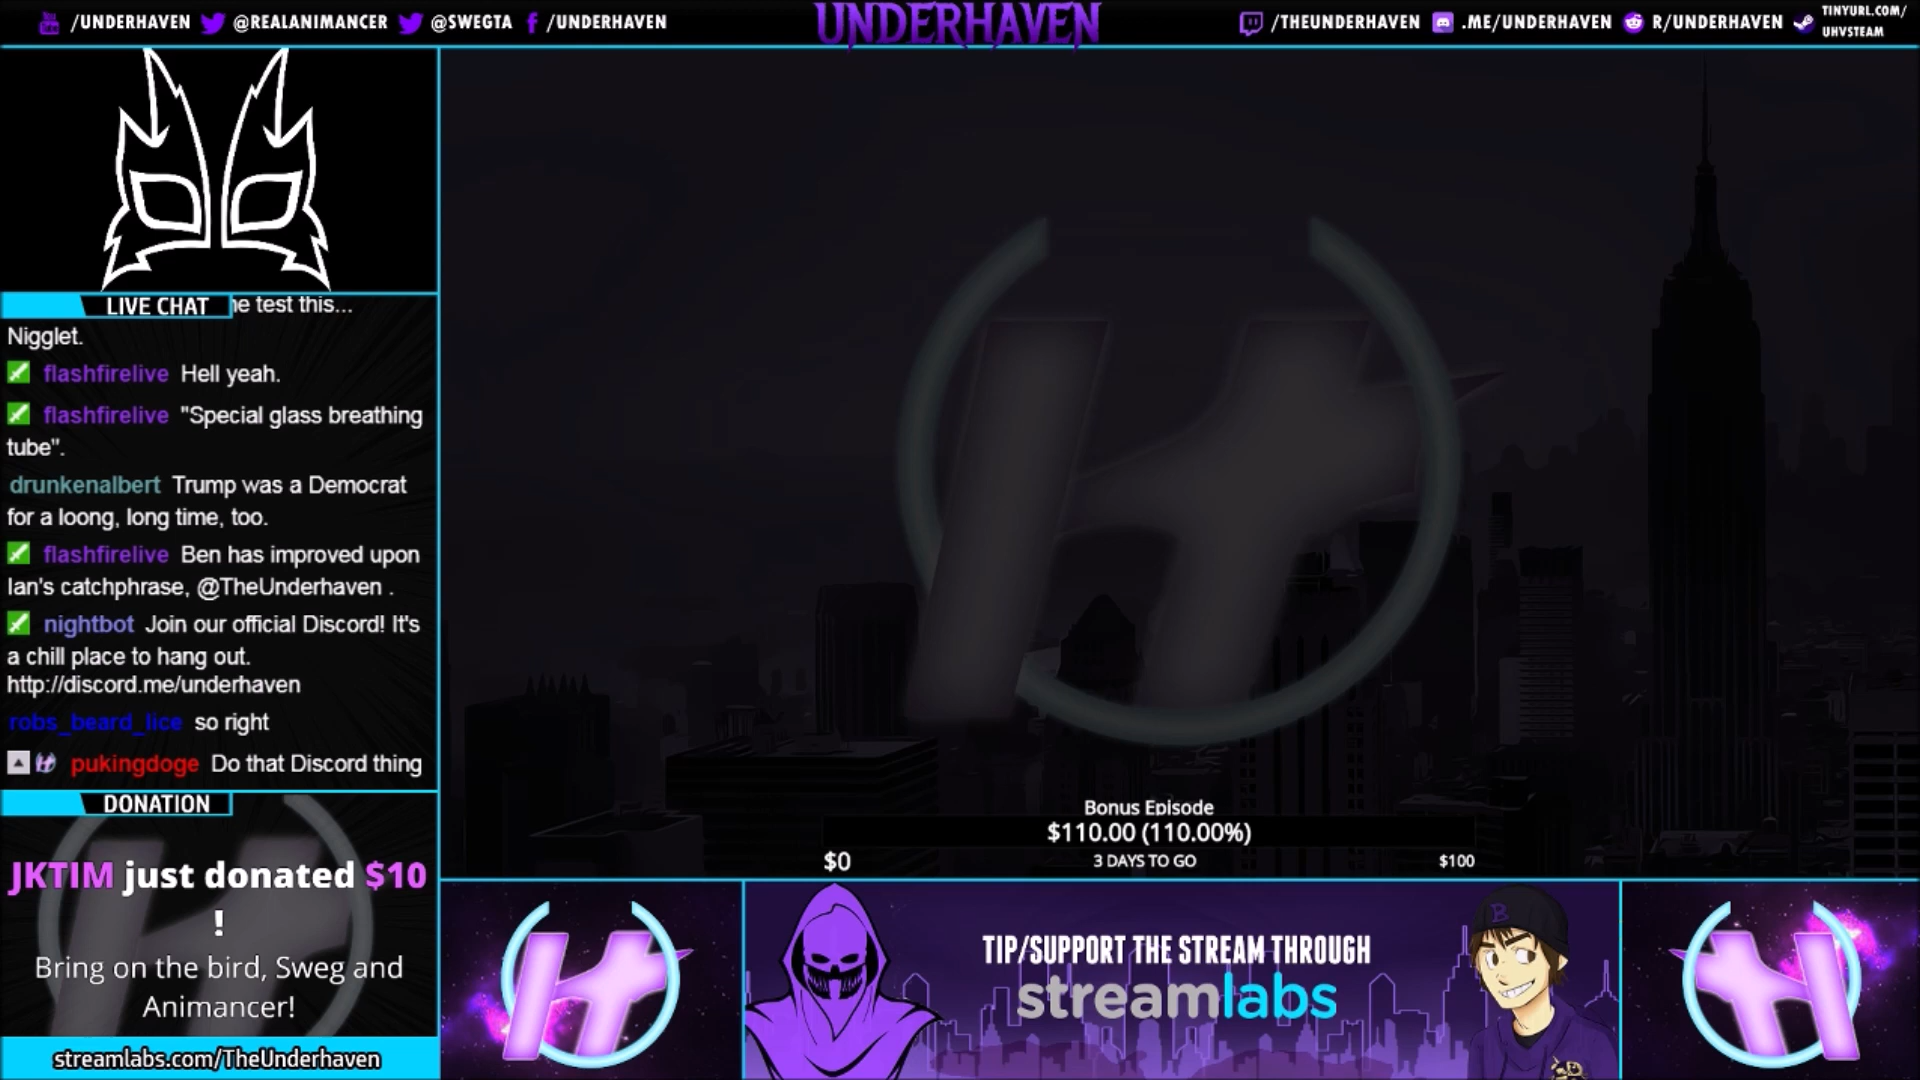 /UNDERHAVEN @REALANIMANCER @SWEGTA /UNDERHAVEN
UNDERHAVEN
/THEUNDERHAVEN .ME/UNDERHAVEN R/UNDERHAVEN TINYURL.COM/
UHVSTEAM
LIVE CHAT
test this...
Nigglet.
flashfirelive Hell yeah.
flashfirelive "Special glass breathing
tube".
drunkenalbert Trump was a Democrat
for a loong, long time, too.
flashfirelive Ben has improved upon
Ian's catchphrase, @TheUnderhaven .
nightbot Join our official Discord! It's
a chill place to hang out.
http://discord.me/underhaven
robs_beard_lice so right
pukingdoge Do that Discord thing
DONATION
JKTIM just donated $10
!
Bring on the bird, Sweg and
Animancer!
streamlabs.com/TheUnderhaven
Bonus Episode
$110.00 (110.00%)
$0 3 DAYS TO GO $100
TIP/SUPPORT THE STREAM THROUGH
streamlabs
B